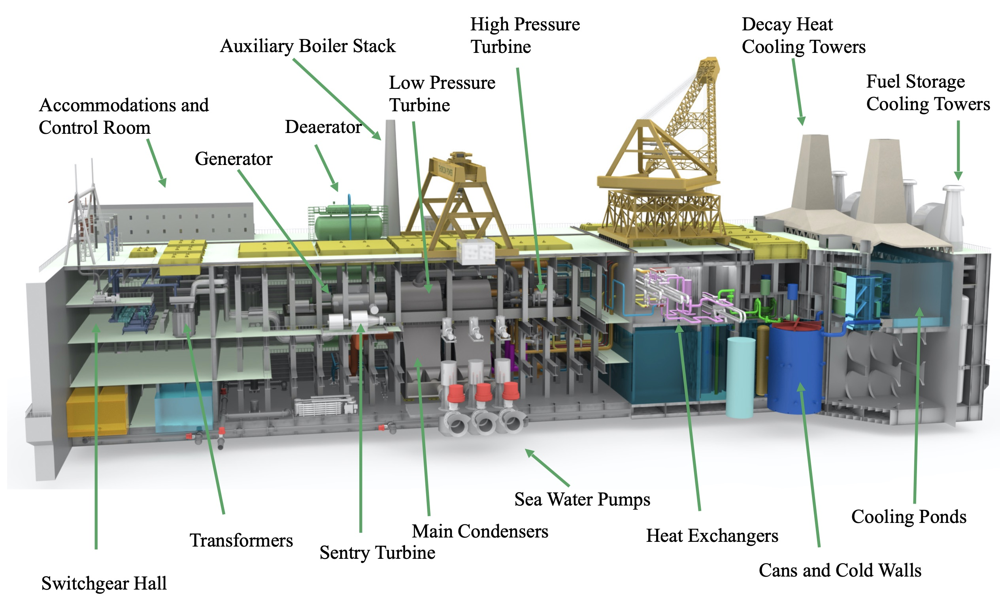 High Pressure
Turbine
Decay Heat
Cooling Towers
Auxiliary Boiler Stack
Low Pressure
Turbine
Fuel Storage
Cooling Towers
Accommodations and
Control Room
Deaerator
Generator
THORCON POWER
Sea Water Pumps
Cooling Ponds
Main Condensers
Heat Exchangers
Transformers
Sentry Turbine
Cans and Cold Walls
Switchgear Hall